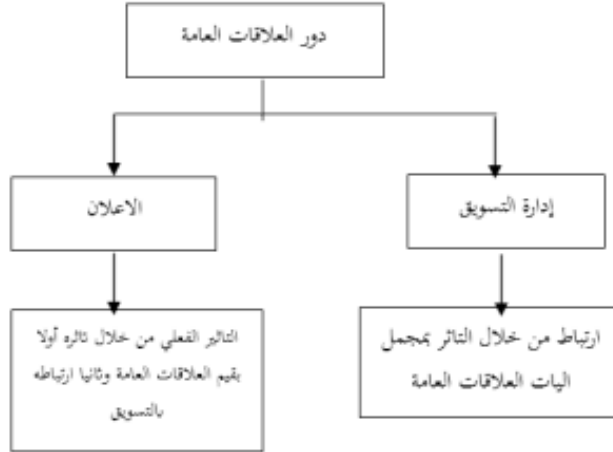 دور العلاقات العامة
إدارة التسويق
الاعلان
ارتباط من خلال التاثر بمجمل
اليات العلاقات العامة
التاثير الفعلي من خلال تاثره أولا
بقيم العلاقات العامة وثانيا ارتباطه
بالتسويق